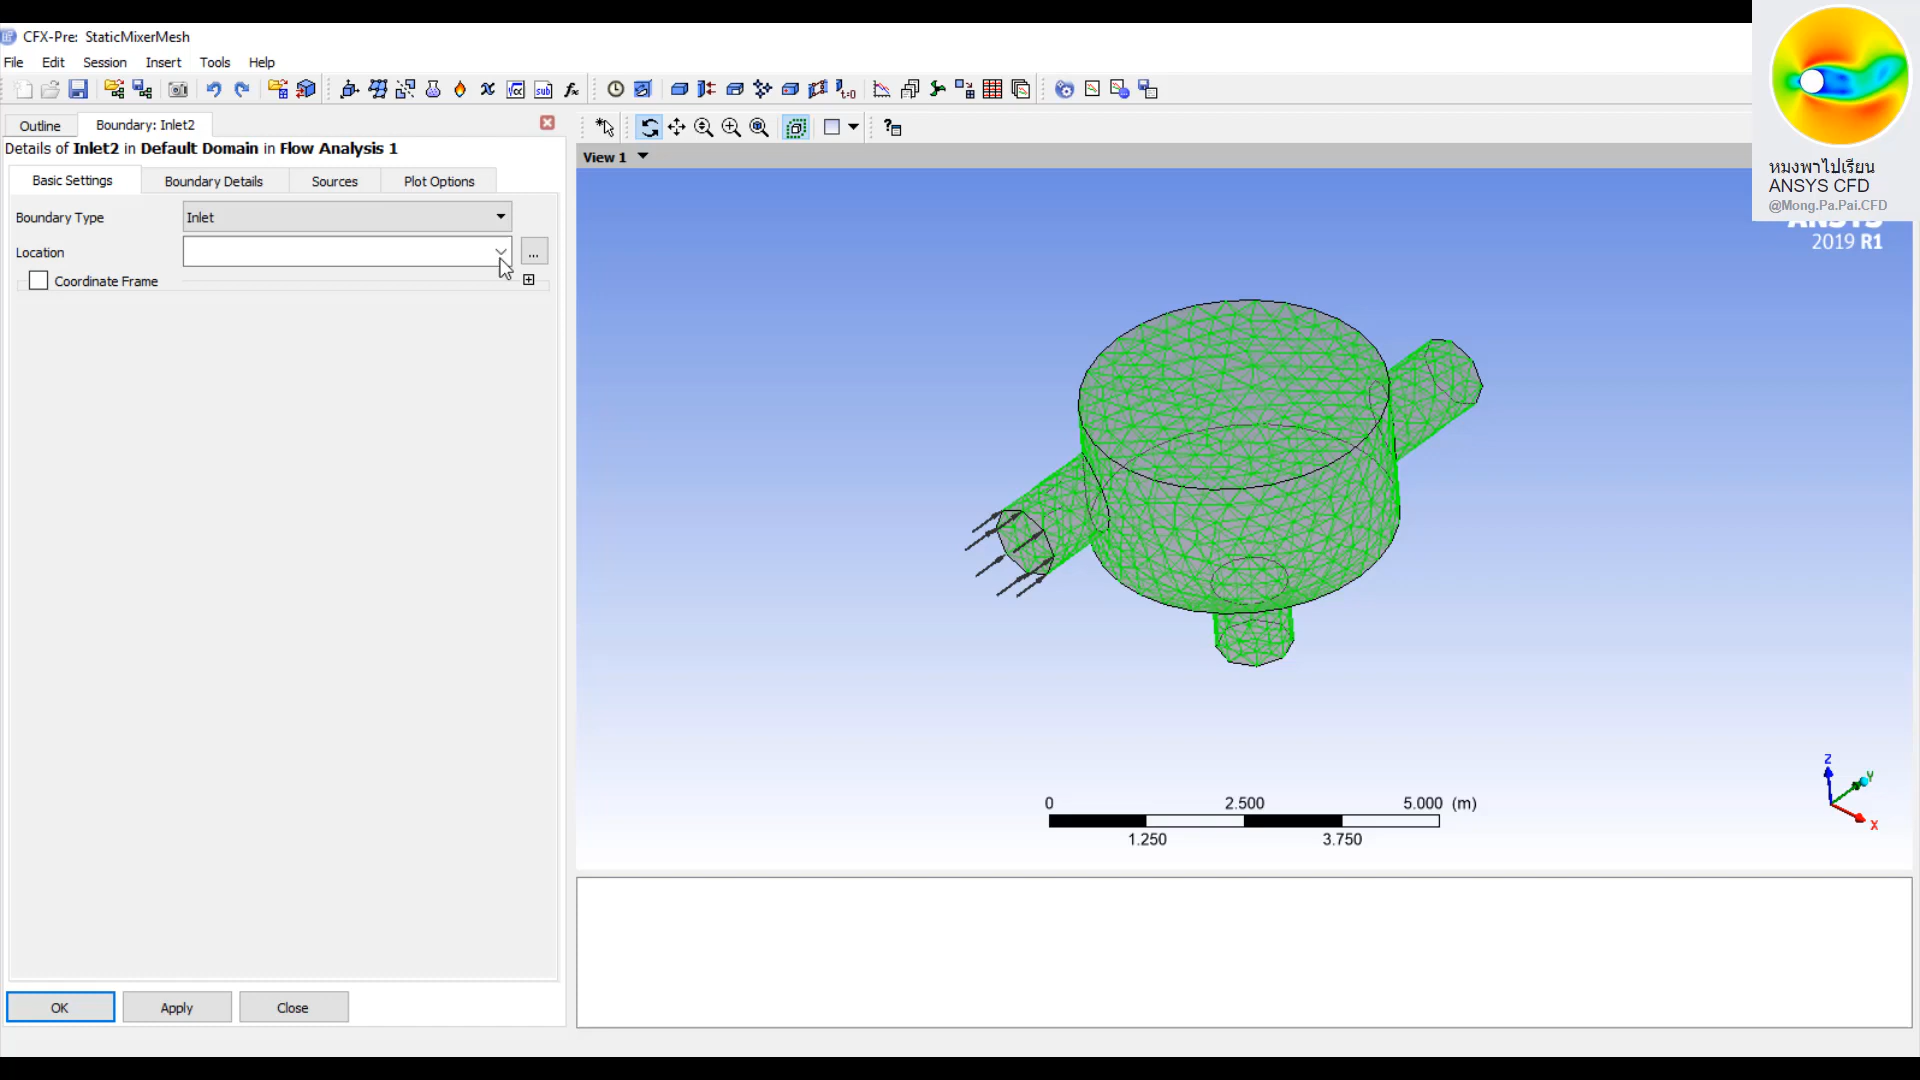 CFX-Pre: StaticMixerMesh
File Edit Session Insert Tools Help
Outline
Boundary: Inlet2
Details of Inlet2 in Default Domain in Flow Analysis 1
Basic Settings
Boundary Details
Sources
Plot Options
Boundary Type
Inlet
Location
...
Coordinate Frame
OK
Apply
Close
View 1
หมงพาไปเรียน
ANSYS CFD
@Mong.Pa.Pai.CFD
ANSYS
2019 R1
Z
Y
X
0 2.500 5.000 (m)
1.250 3.750